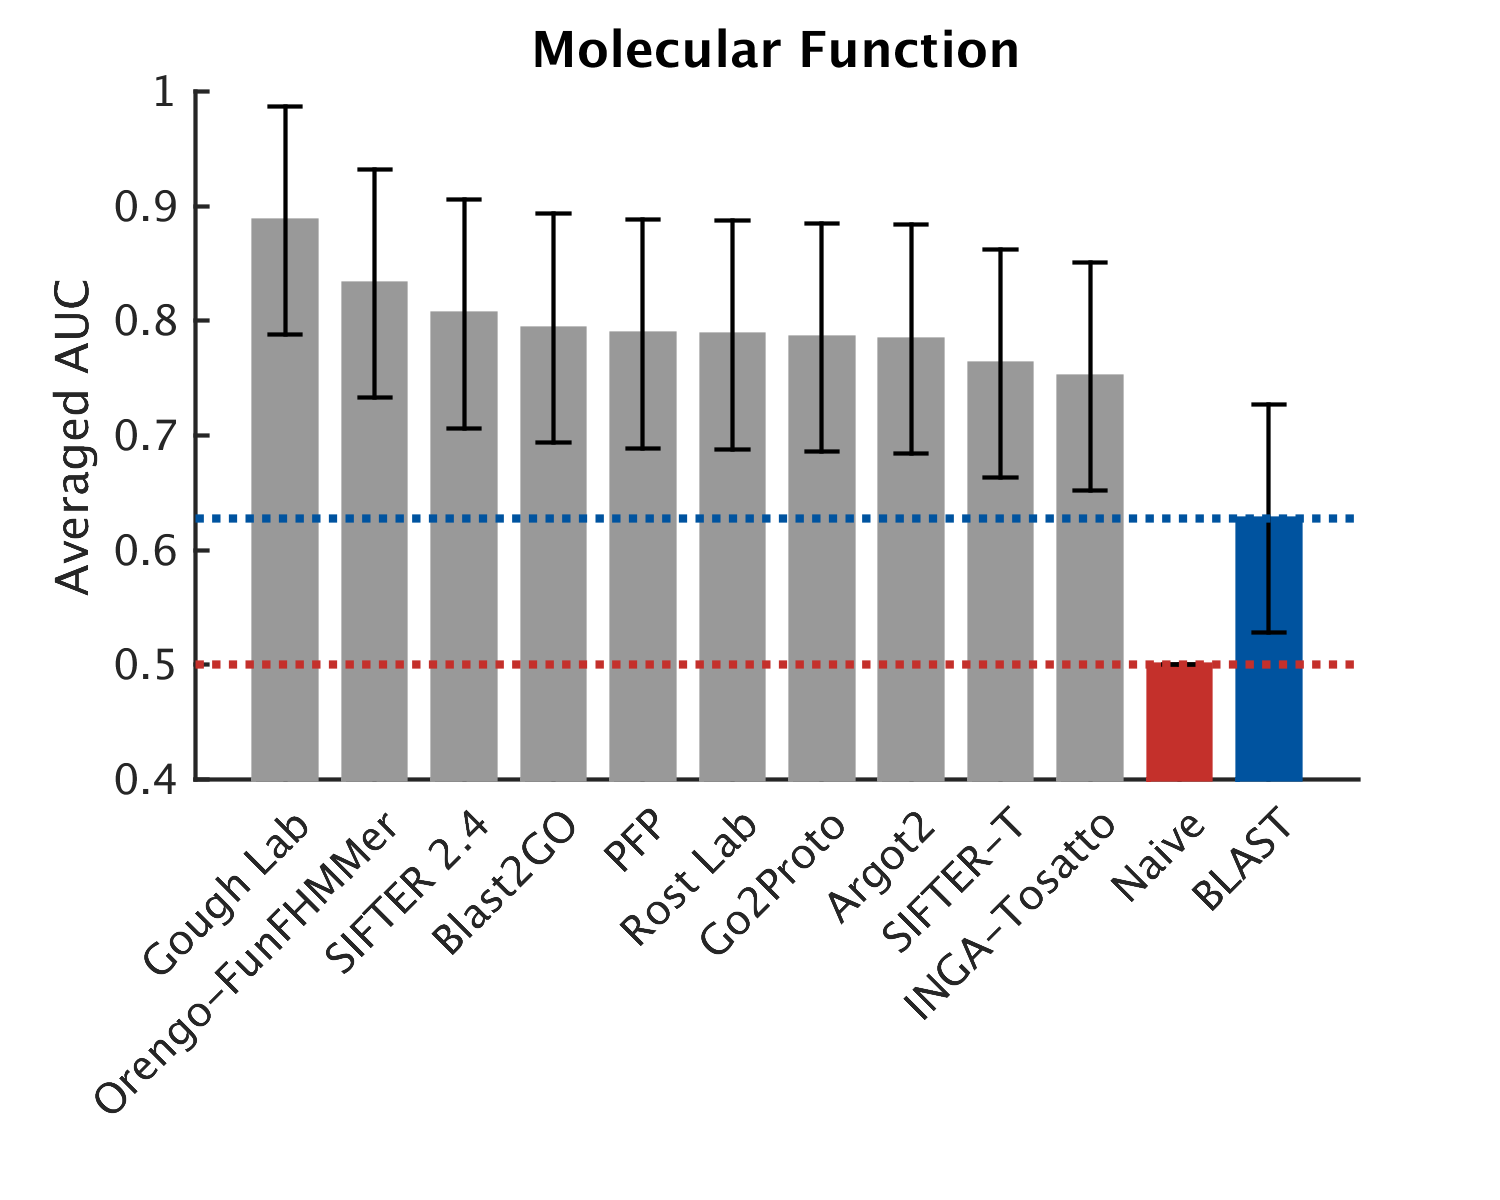 Molecular Function
Averaged AUC
1
0.9
0.8
0.7
0.6
0.5
0.4
Gough Lab
Orengo−FunFHMMer
SIFTER 2.4
Blast2GO
PFP
Rost Lab
Go2Proto
Argot2
SIFTER−T
INGA−Tosatto
Naive
BLAST